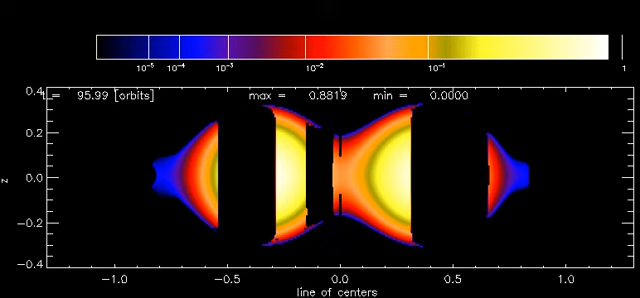 10⁻⁵ 10⁻⁴ 10⁻³ 10⁻² 10⁻¹ 1
0.4 t = 95.99 [orbits] max = 0.8819 min = 0.0000
0.2
z 0.0
−0.2
−0.4
−1.0 −0.5 0.0 0.5 1.0
line of centers